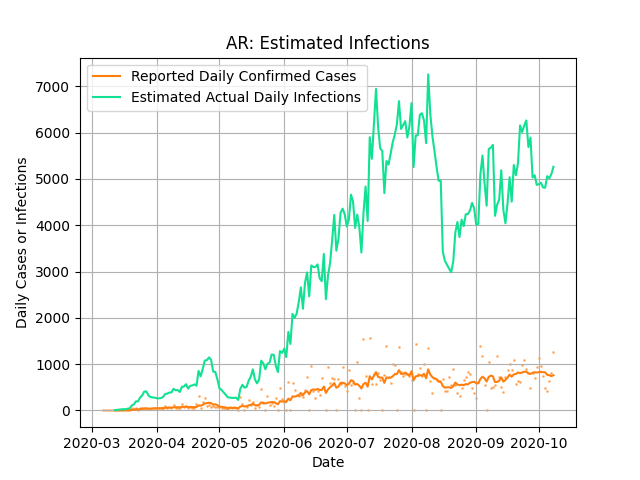 AR: Estimated Infections
Reported Daily Confirmed Cases
Estimated Actual Daily Infections
Daily Cases or Infections
7000
6000
5000
4000
3000
2000
1000
0
2020-03 2020-04 2020-05 2020-06 2020-07 2020-08 2020-09 2020-10
Date